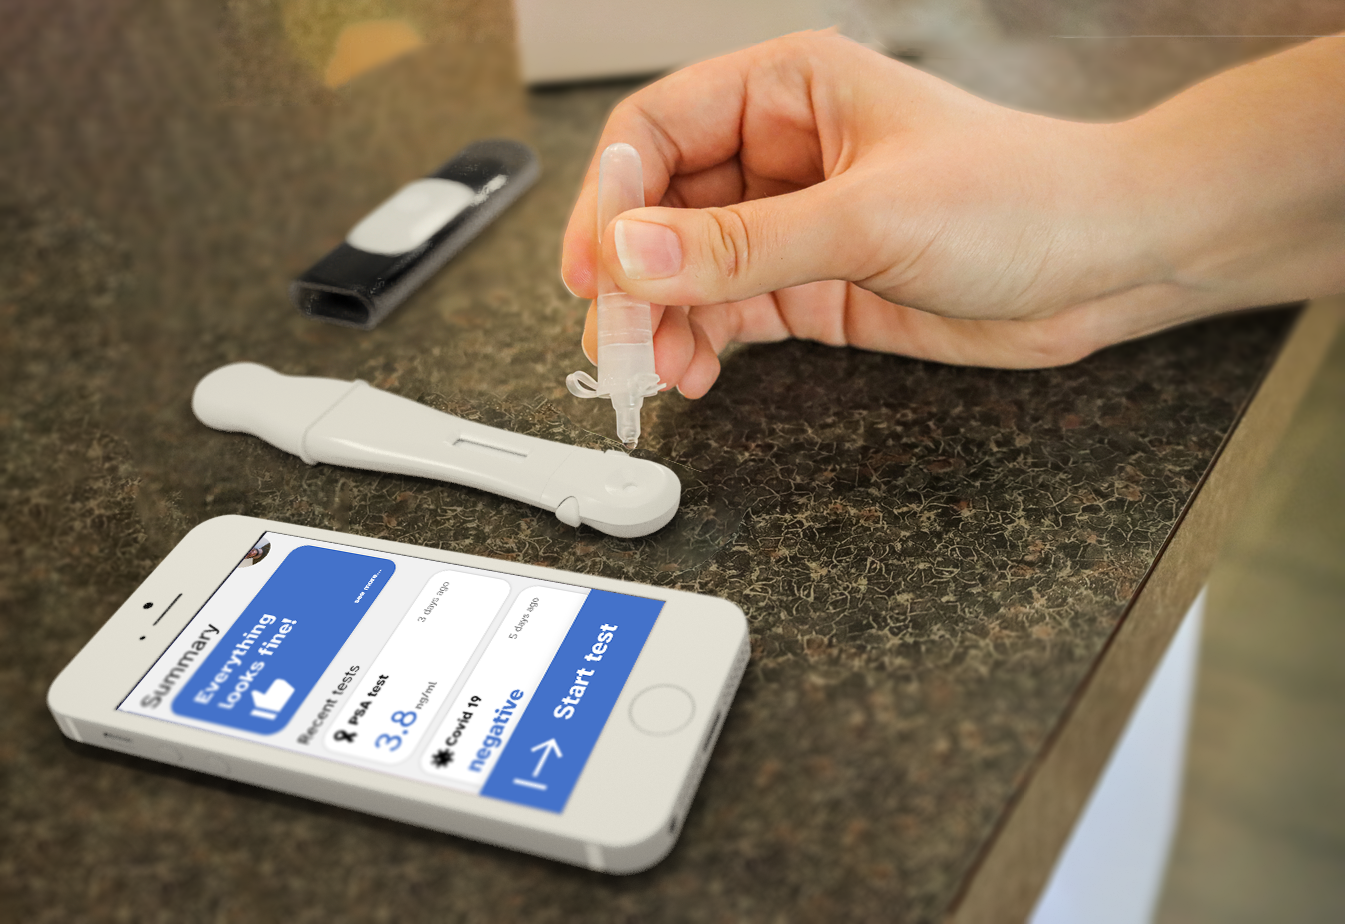 Summary
Everything
looks fine!
see more...
Recent tests
PSA test
3 days ago
3.8 ng/ml
Covid 19
5 days ago
negative
Start test